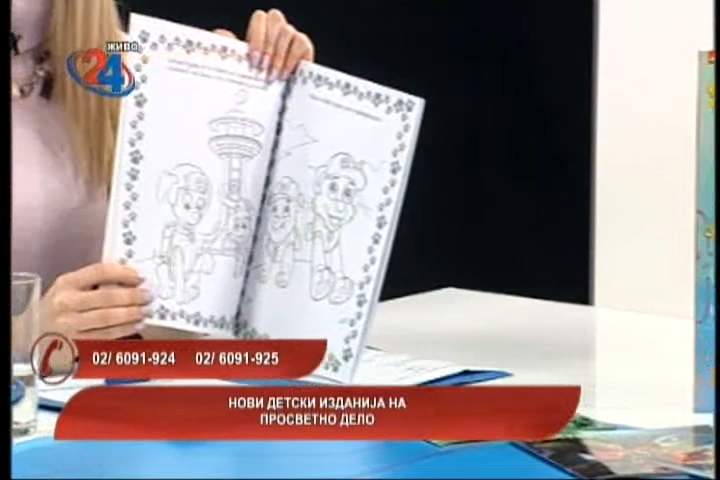 ЖИВО
24
02/ 6091-924 02/ 6091-925
НОВИ ДЕТСКИ ИЗДАНИЈА НА
ПРОСВЕТНО ДЕЛО